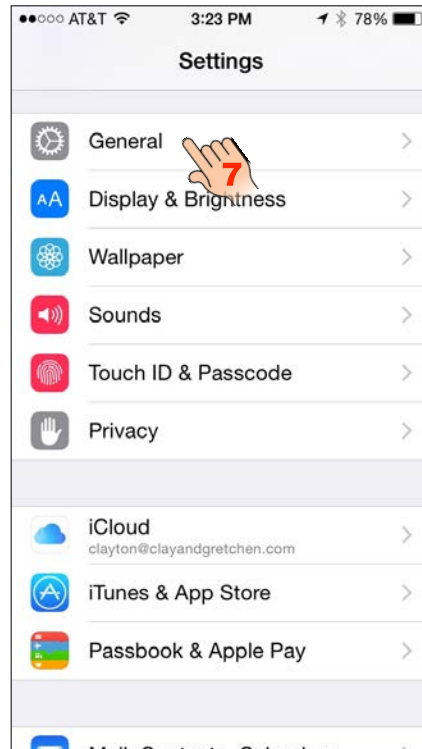 AT&T 3:23 PM 78%
Settings
General
7
AA Display & Brightness
Wallpaper
Sounds
Touch ID & Passcode
Privacy
iCloud
clayton@clayandgretchen.com
iTunes & App Store
Passbook & Apple Pay